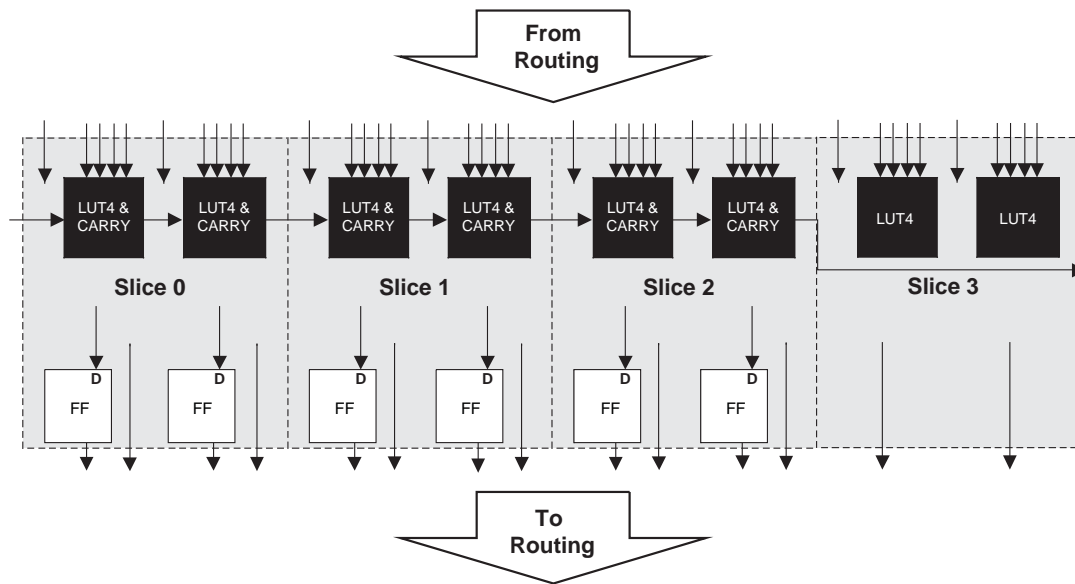 From
Routing
LUT4 &
CARRY
LUT4 &
CARRY
LUT4 &
CARRY
LUT4 &
CARRY
LUT4 &
CARRY
LUT4 &
CARRY
LUT4
LUT4
Slice 0
Slice 1
Slice 2
Slice 3
D
FF
D
FF
D
FF
D
FF
D
FF
D
FF
To
Routing